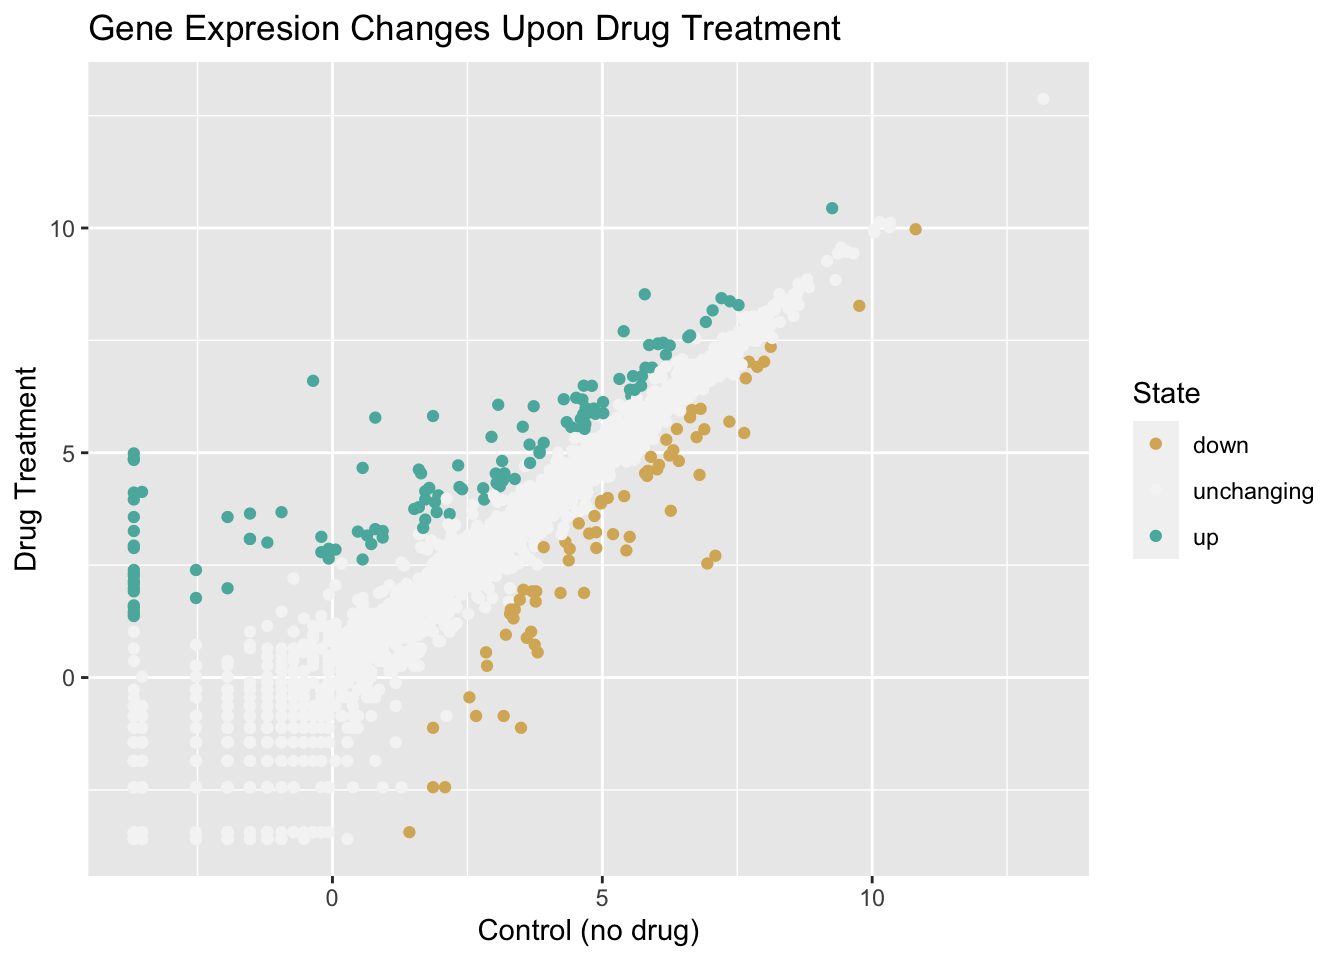 Gene Expresion Changes Upon Drug Treatment
10
5
0
Drug Treatment
0
5
10
Control (no drug)
State
down
unchanging
up